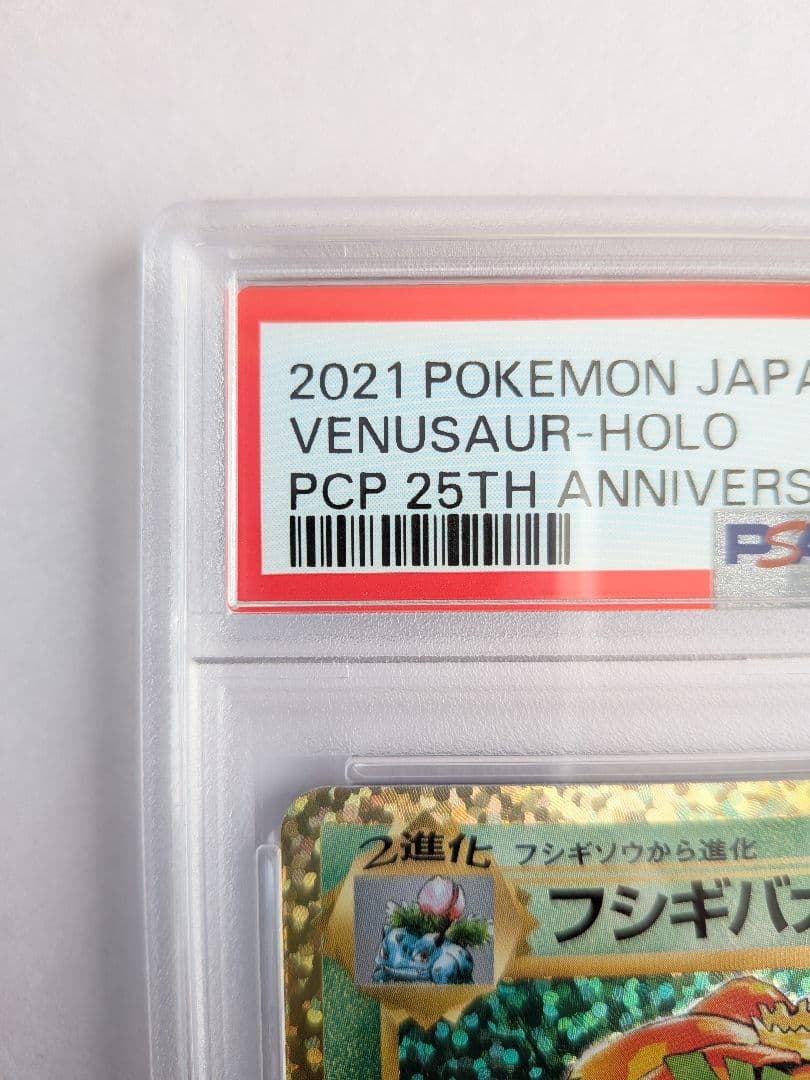 2021 POKEMON JAPA
VENUSAUR-HOLO
PCP 25TH ANNIVERS
PSA
2進化 フシギソウから進化
フシギバ